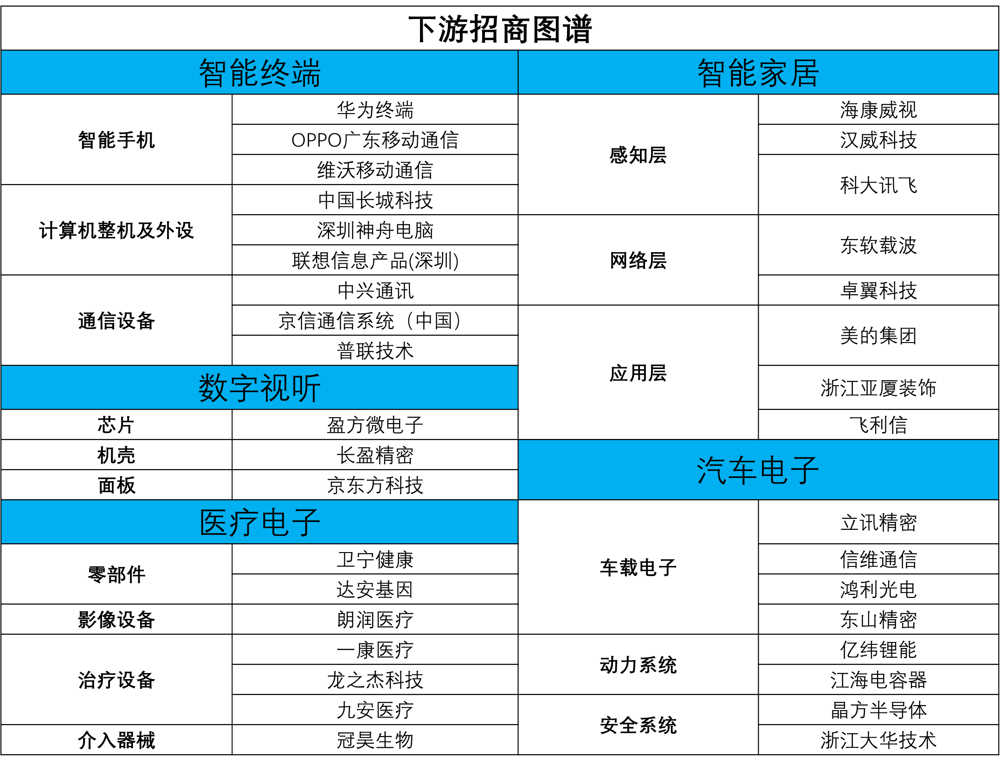 下游招商图谱
智能终端
智能手机
华为终端
OPPO广东移动通信
维沃移动通信
计算机整机及外设
中国长城科技
深圳神舟电脑
联想信息产品(深圳)
通信设备
中兴通讯
京信通信系统（中国）
普联技术
数字视听
芯片
盈方微电子
机壳
长盈精密
面板
京东方科技
医疗电子
零部件
卫宁健康
达安基因
影像设备
朗润医疗
治疗设备
一康医疗
龙之杰科技
九安医疗
介入器械
冠昊生物
智能家居
感知层
海康威视
汉威科技
科大讯飞
网络层
东软载波
卓翼科技
应用层
美的集团
浙江亚厦装饰
飞利信
汽车电子
车载电子
立讯精密
信维通信
鸿利光电
东山精密
动力系统
亿纬锂能
江海电容器
安全系统
晶方半导体
浙江大华技术